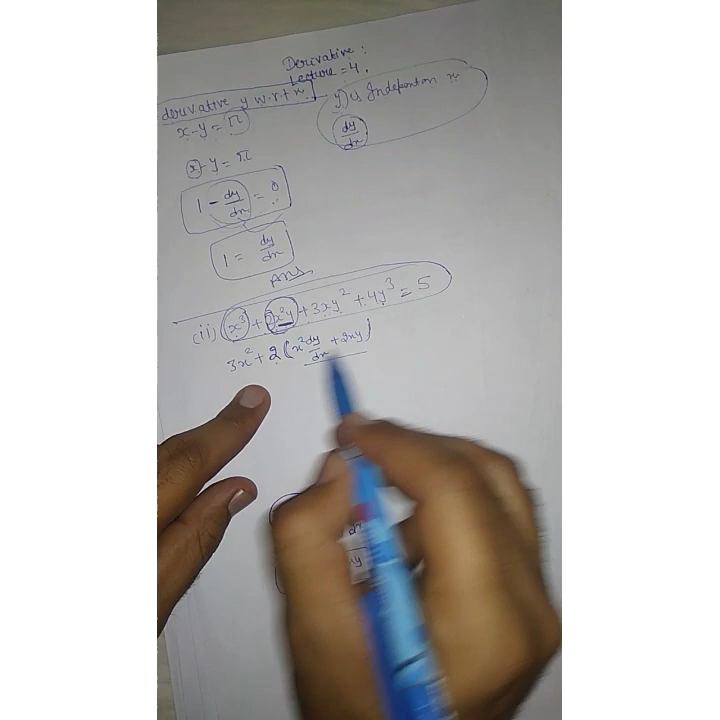 Derivative :
Lecture = 4.
derivative y w.r.t x.
y) is Indepentan x
dy/dx
x - y = π
x - y = π
1 - dy/dx = 0
1 = dy/dx
Ans
(ii) x³ + 2x²y + 3xy² + 4y³ = 5
3x² + 2(x² dy/dx + 2xy)